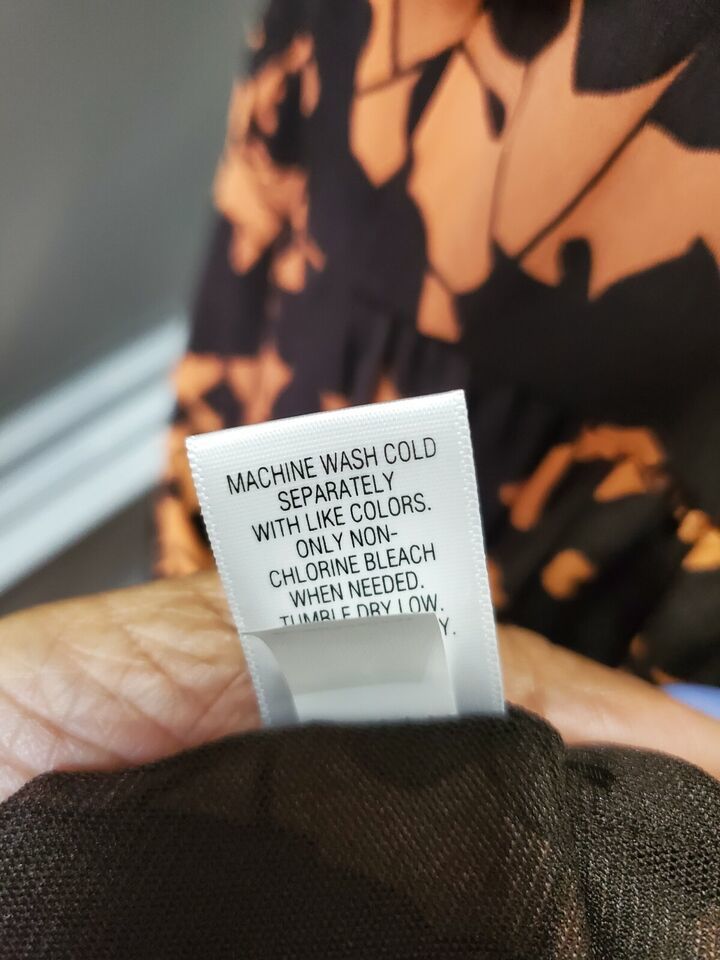 MACHINE WASH COLD
SEPARATELY
WITH LIKE COLORS.
ONLY NON-
CHLORINE BLEACH
WHEN NEEDED.
TUMBLE DRY LOW.